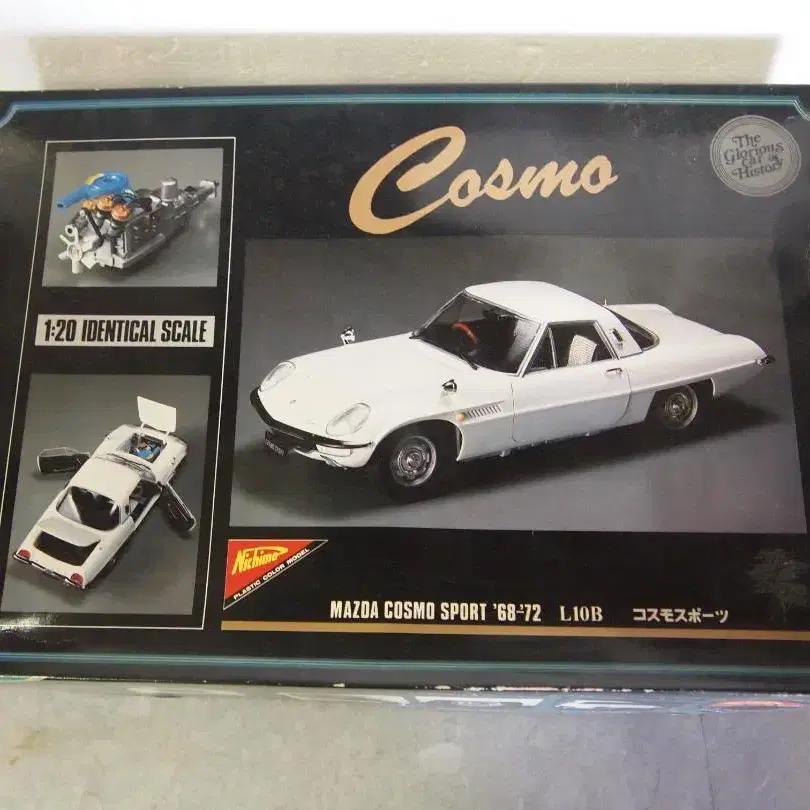 Cosmo
The
Glorious
Car in
History
1:20 IDENTICAL SCALE
Nichimo
PLASTIC COLOR MODEL
MAZDA COSMO SPORT '68-'72 L10B コスモスポーツ